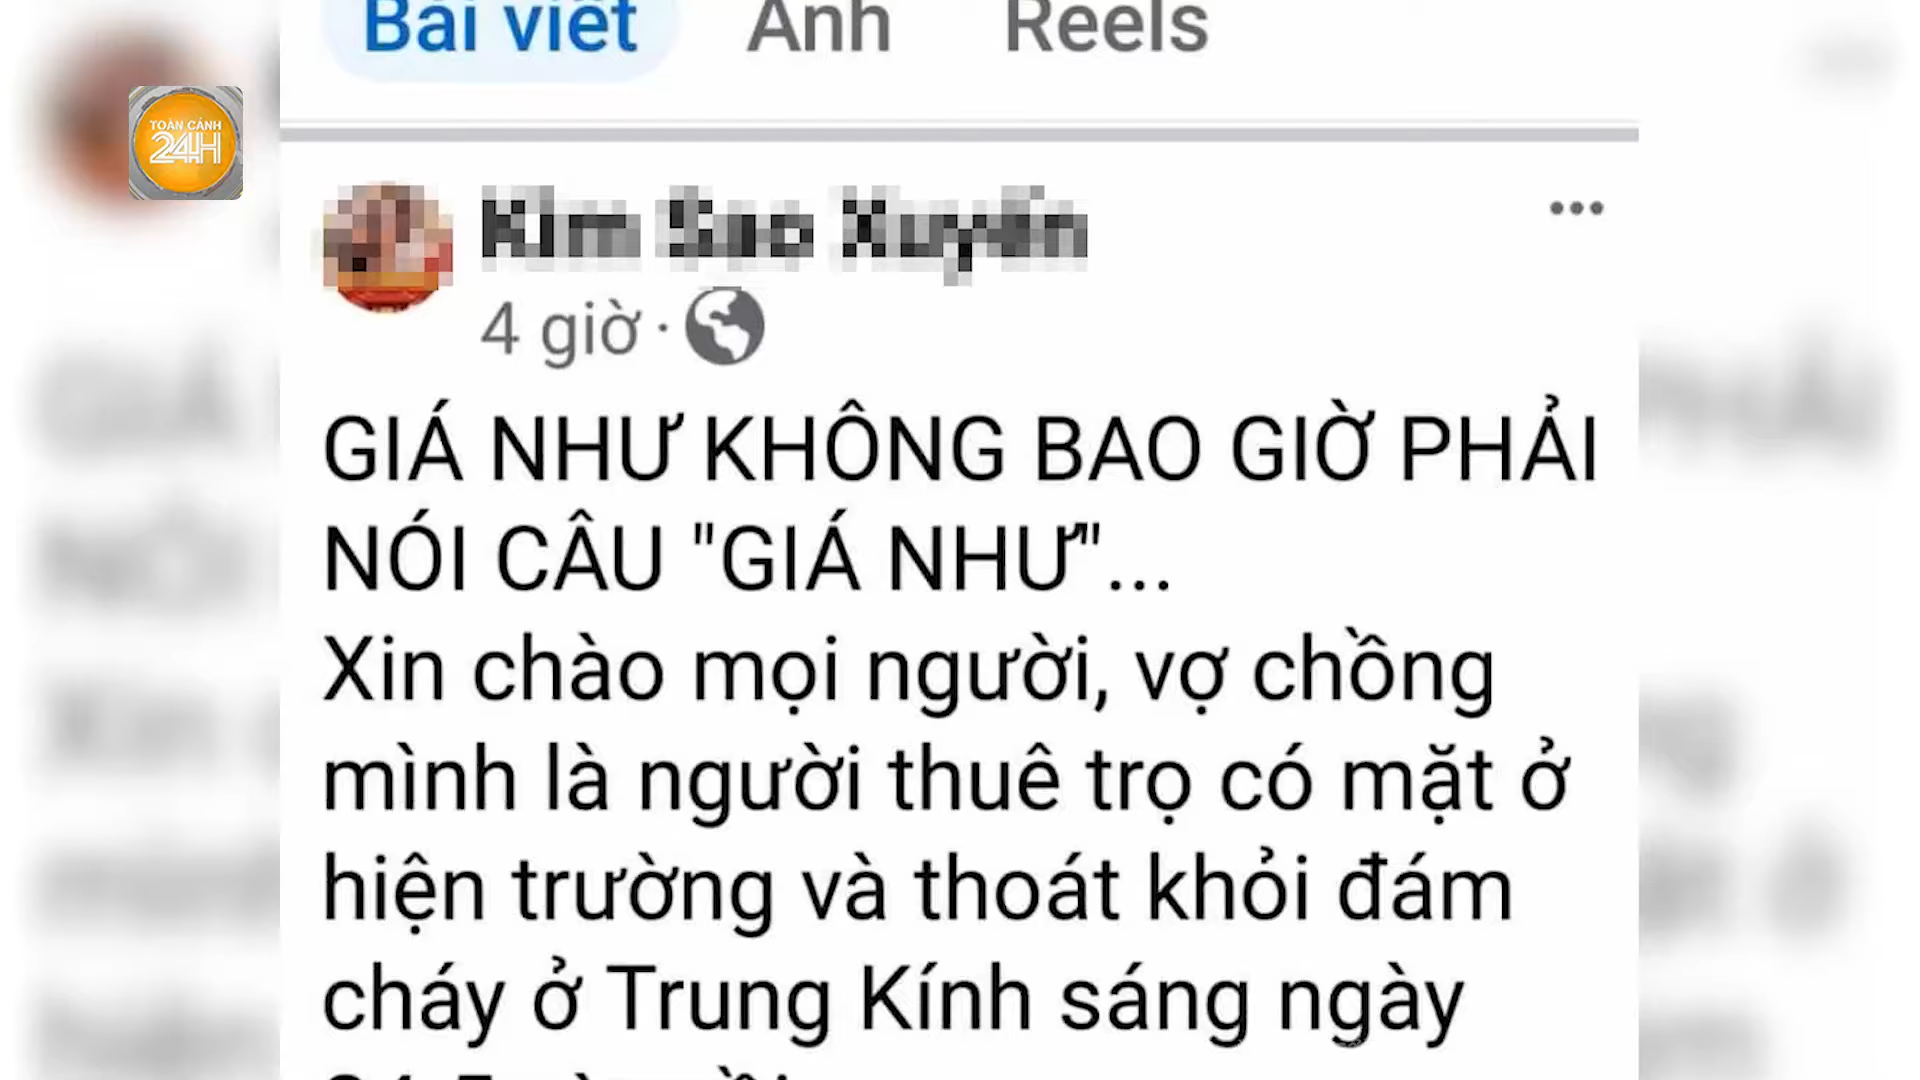 Bài viết Ảnh Reels
TOÀN CẢNH
24H
4 giờ ·
GIÁ NHƯ KHÔNG BAO GIỜ PHẢI
NÓI CÂU "GIÁ NHƯ"...
Xin chào mọi người, vợ chồng
mình là người thuê trọ có mặt ở
hiện trường và thoát khỏi đám
cháy ở Trung Kính sáng ngày